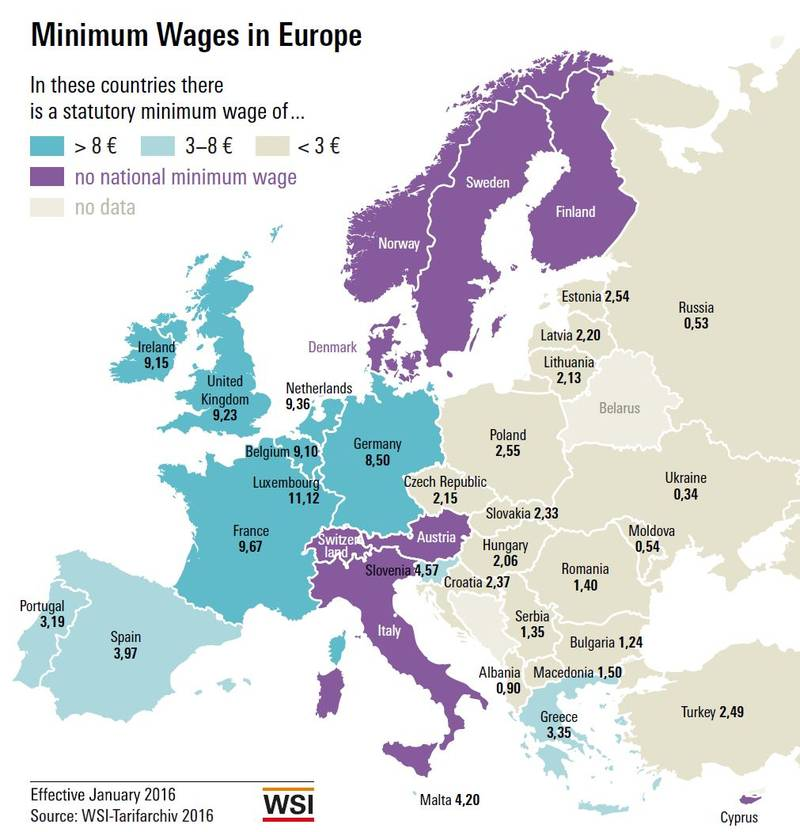 Minimum Wages in Europe
In these countries there
is a statutory minimum wage of...
> 8 € 3–8 € < 3 €
no national minimum wage
no data
Sweden
Finland
Norway
Estonia 2,54
Russia
0,53
Latvia 2,20
Denmark
Lithuania
2,13
Ireland
9,15
United
Kingdom
9,23
Netherlands
9,36
Belarus
Belgium 9,10
Germany
8,50
Poland
2,55
Luxembourg
11,12
Czech Republic
2,15
Ukraine
0,34
Slovakia 2,33
France
9,67
Switzer
land
Austria
Hungary
2,06
Moldova
0,54
Slovenia 4,57
Croatia 2,37
Romania
1,40
Portugal
3,19
Spain
3,97
Italy
Serbia
1,35
Bulgaria 1,24
Albania
0,90
Macedonia 1,50
Greece
3,35
Turkey 2,49
Malta 4,20
Cyprus
Effective January 2016
Source: WSI-Tarifarchiv 2016
WSI